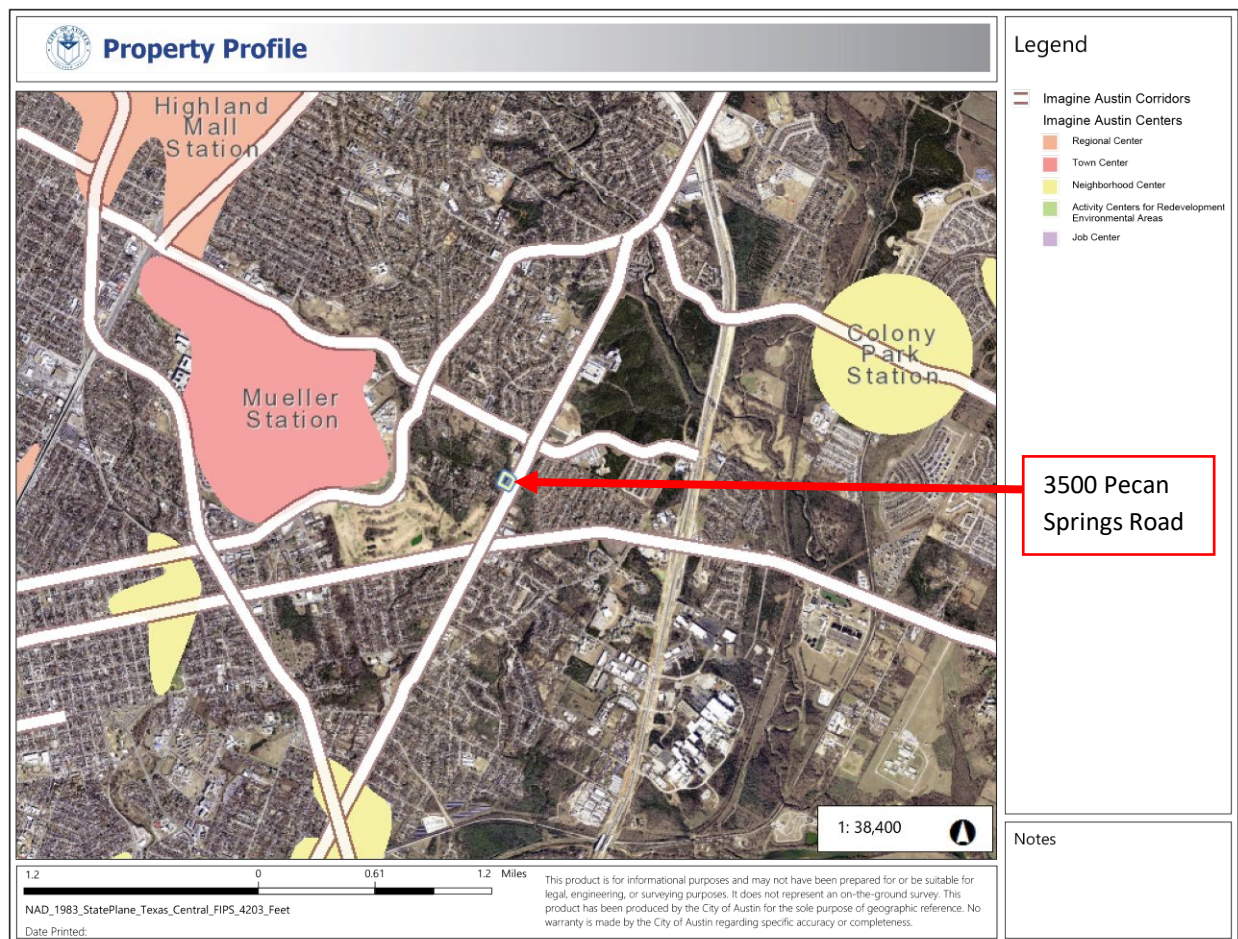 Property Profile
Highland
Mall
Station
Mueller
Station
Colony
Park
Station
1: 38,400
Legend
Imagine Austin Corridors
Imagine Austin Centers
Regional Center
Town Center
Neighborhood Center
Activity Centers for Redevelopment
Environmental Areas
Job Center
3500 Pecan
Springs Road
Notes
1.2 0 0.61 1.2 Miles
NAD_1983_StatePlane_Texas_Central_FIPS_4203_Feet
Date Printed:
This product is for informational purposes and may not have been prepared for or be suitable for
legal, engineering, or surveying purposes. It does not represent an on-the-ground survey. This
product has been produced by the City of Austin for the sole purpose of geographic reference. No
warranty is made by the City of Austin regarding specific accuracy or completeness.